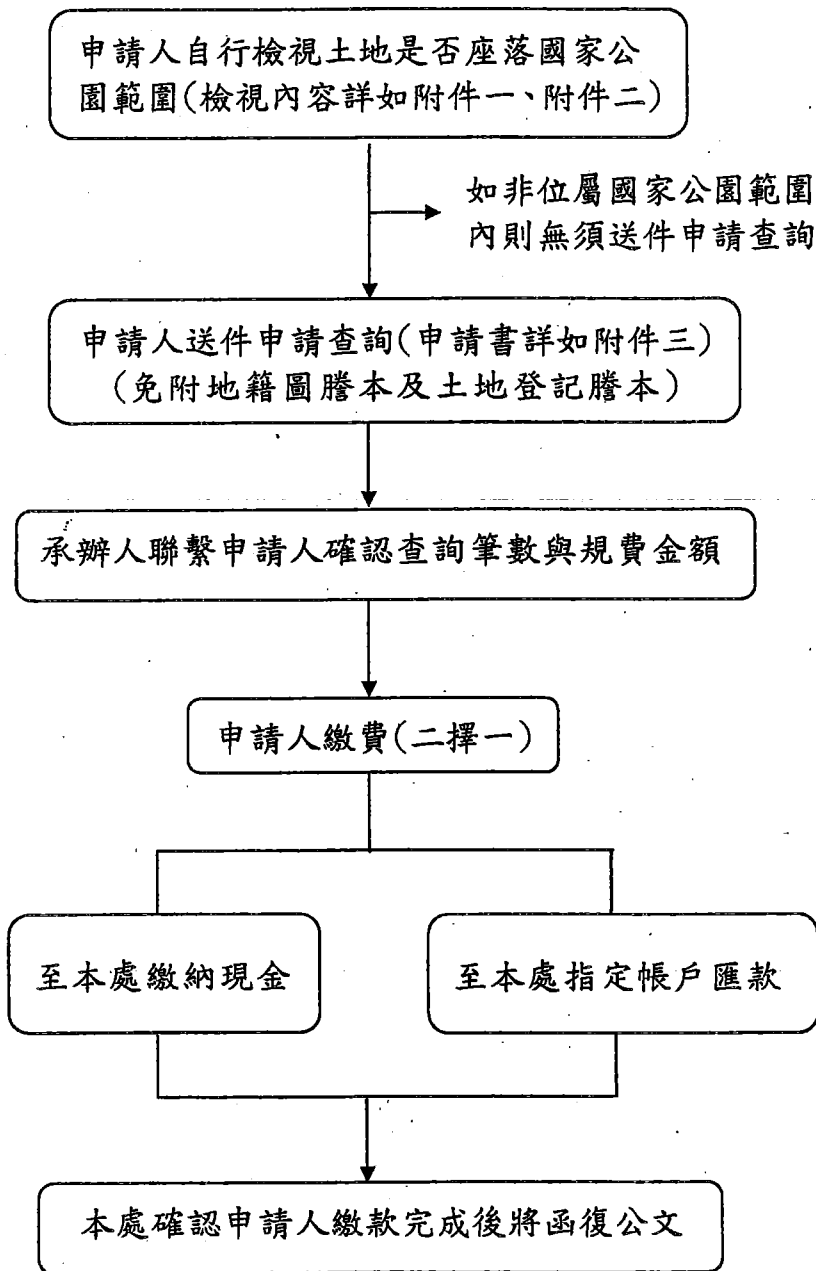 申請人自行檢視土地是否座落國家公
園範圍(檢視內容詳如附件一、附件二)
如非位屬國家公園範圍
內則無須送件申請查詢
申請人送件申請查詢(申請書詳如附件三)
(免附地籍圖謄本及土地登記謄本)
承辦人聯繫申請人確認查詢筆數與規費金額
申請人繳費(二擇一)
至本處繳納現金
至本處指定帳戶匯款
本處確認申請人繳款完成後將函復公文